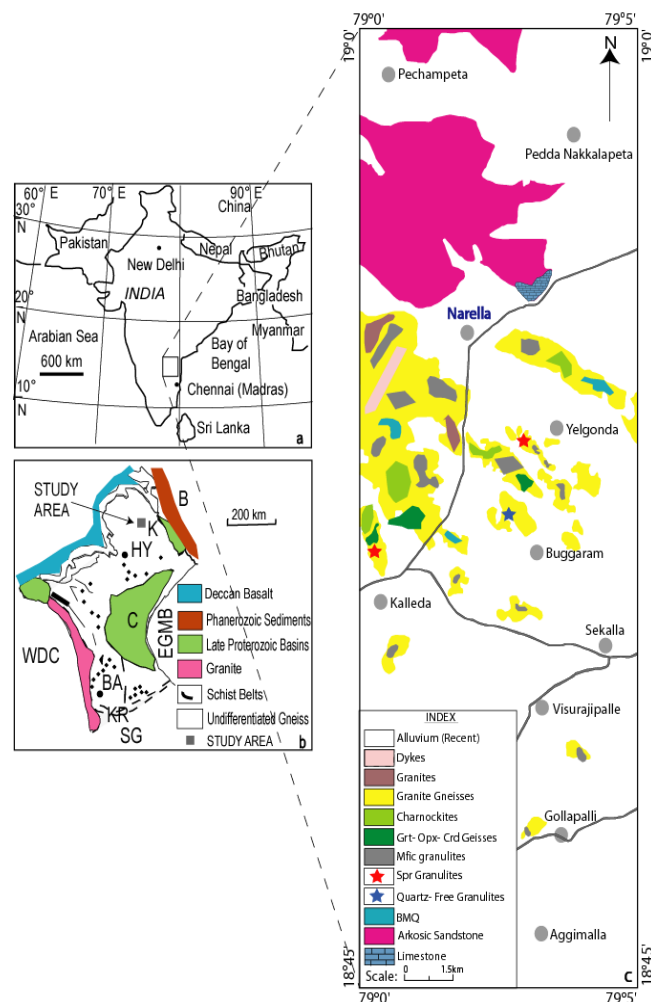 60° E
70° E
90° E
30°
N
China
Pakistan
Nepal
Bhutan
New Delhi
INDIA
20°
N
Bangladesh
Myanmar
Arabian Sea
600 km
Bay of
Bengal
10°
N
Chennai (Madras)
Sri Lanka
a
STUDY
AREA
B
200 km
K
HY
C
EGMB
WDC
BA
KR
SG
Deccan Basalt
Phanerozoic Sediments
Late Proterozoic Basins
Granite
Schist Belts
Undifferentiated Gneiss
STUDY AREA
b
79°0'
79°5'
19°0'
19°0'
N
Pechampeta
Pedda Nakkalapeta
Narella
Yelgonda
Buggaram
Kalleda
Sekalla
Visurajipalle
Gollapalli
Aggimalla
INDEX
Alluvium (Recent)
Dykes
Granites
Granite Gneisses
Charnockites
Grt- Opx- Crd Geisses
Mfic granulites
Spr Granulites
Quartz- Free Granulites
BMQ
Arkosic Sandstone
Limestone
Scale:
0
1.5km
C
18°45'
18°45'
79°0'
79°5'